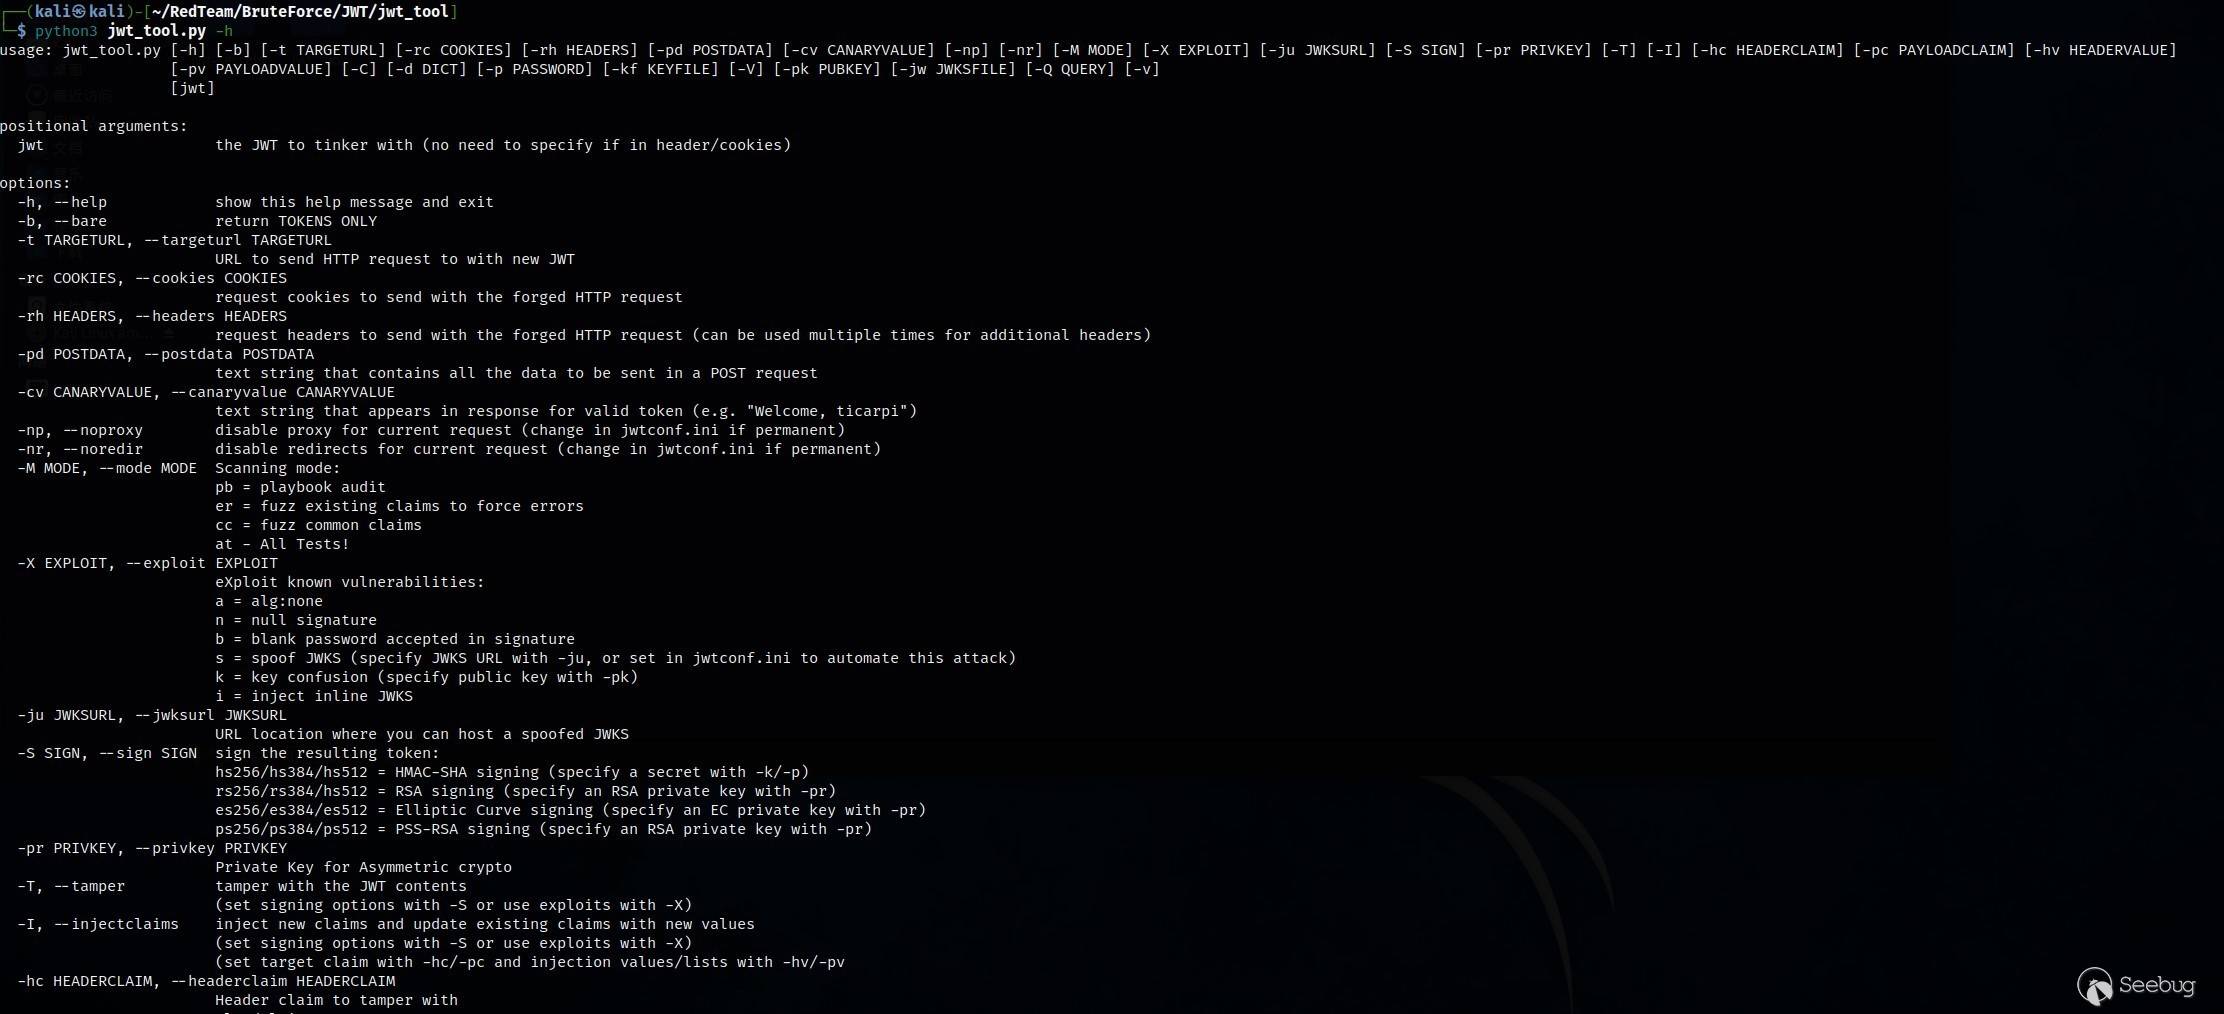 (kali㉿kali)-[~/RedTeam/BruteForce/JWT/jwt_tool]
$ python3 jwt_tool.py -h
usage: jwt_tool.py [-h] [-b] [-t TARGETURL] [-rc COOKIES] [-rh HEADERS] [-pd POSTDATA] [-cv CANARYVALUE] [-np] [-nr] [-M MODE] [-X EXPLOIT] [-ju JWKSURL] [-S SIGN] [-pr PRIVKEY] [-T] [-I] [-hc HEADERCLAIM] [-pc PAYLOADCLAIM] [-hv HEADERVALUE]
[-pv PAYLOADVALUE] [-C] [-d DICT] [-p PASSWORD] [-kf KEYFILE] [-V] [-pk PUBKEY] [-jw JWKSFILE] [-Q QUERY] [-v]
[jwt]
positional arguments:
jwt the JWT to tinker with (no need to specify if in header/cookies)
options:
-h, --help show this help message and exit
-b, --bare return TOKENS ONLY
-t TARGETURL, --targeturl TARGETURL
URL to send HTTP request to with new JWT
-rc COOKIES, --cookies COOKIES
request cookies to send with the forged HTTP request
-rh HEADERS, --headers HEADERS
request headers to send with the forged HTTP request (can be used multiple times for additional headers)
-pd POSTDATA, --postdata POSTDATA
text string that contains all the data to be sent in a POST request
-cv CANARYVALUE, --canaryvalue CANARYVALUE
text string that appears in response for valid token (e.g. "Welcome, ticarpi")
-np, --noproxy disable proxy for current request (change in jwtconf.ini if permanent)
-nr, --noredir disable redirects for current request (change in jwtconf.ini if permanent)
-M MODE, --mode MODE Scanning mode:
pb = playbook audit
er = fuzz existing claims to force errors
cc = fuzz common claims
at - All Tests!
-X EXPLOIT, --exploit EXPLOIT
eXploit known vulnerabilities:
a = alg:none
n = null signature
b = blank password accepted in signature
s = spoof JWKS (specify JWKS URL with -ju, or set in jwtconf.ini to automate this attack)
k = key confusion (specify public key with -pk)
i = inject inline JWKS
-ju JWKSURL, --jwksurl JWKSURL
URL location where you can host a spoofed JWKS
-S SIGN, --sign SIGN sign the resulting token:
hs256/hs384/hs512 = HMAC-SHA signing (specify a secret with -k/-p)
rs256/rs384/hs512 = RSA signing (specify an RSA private key with -pr)
es256/es384/es512 = Elliptic Curve signing (specify an EC private key with -pr)
ps256/ps384/ps512 = PSS-RSA signing (specify an RSA private key with -pr)
-pr PRIVKEY, --privkey PRIVKEY
Private Key for Asymmetric crypto
-T, --tamper tamper with the JWT contents
(set signing options with -S or use exploits with -X)
-I, --injectclaims inject new claims and update existing claims with new values
(set signing options with -S or use exploits with -X)
(set target claim with -hc/-pc and injection values/lists with -hv/-pv
-hc HEADERCLAIM, --headerclaim HEADERCLAIM
Header claim to tamper with
Seebug